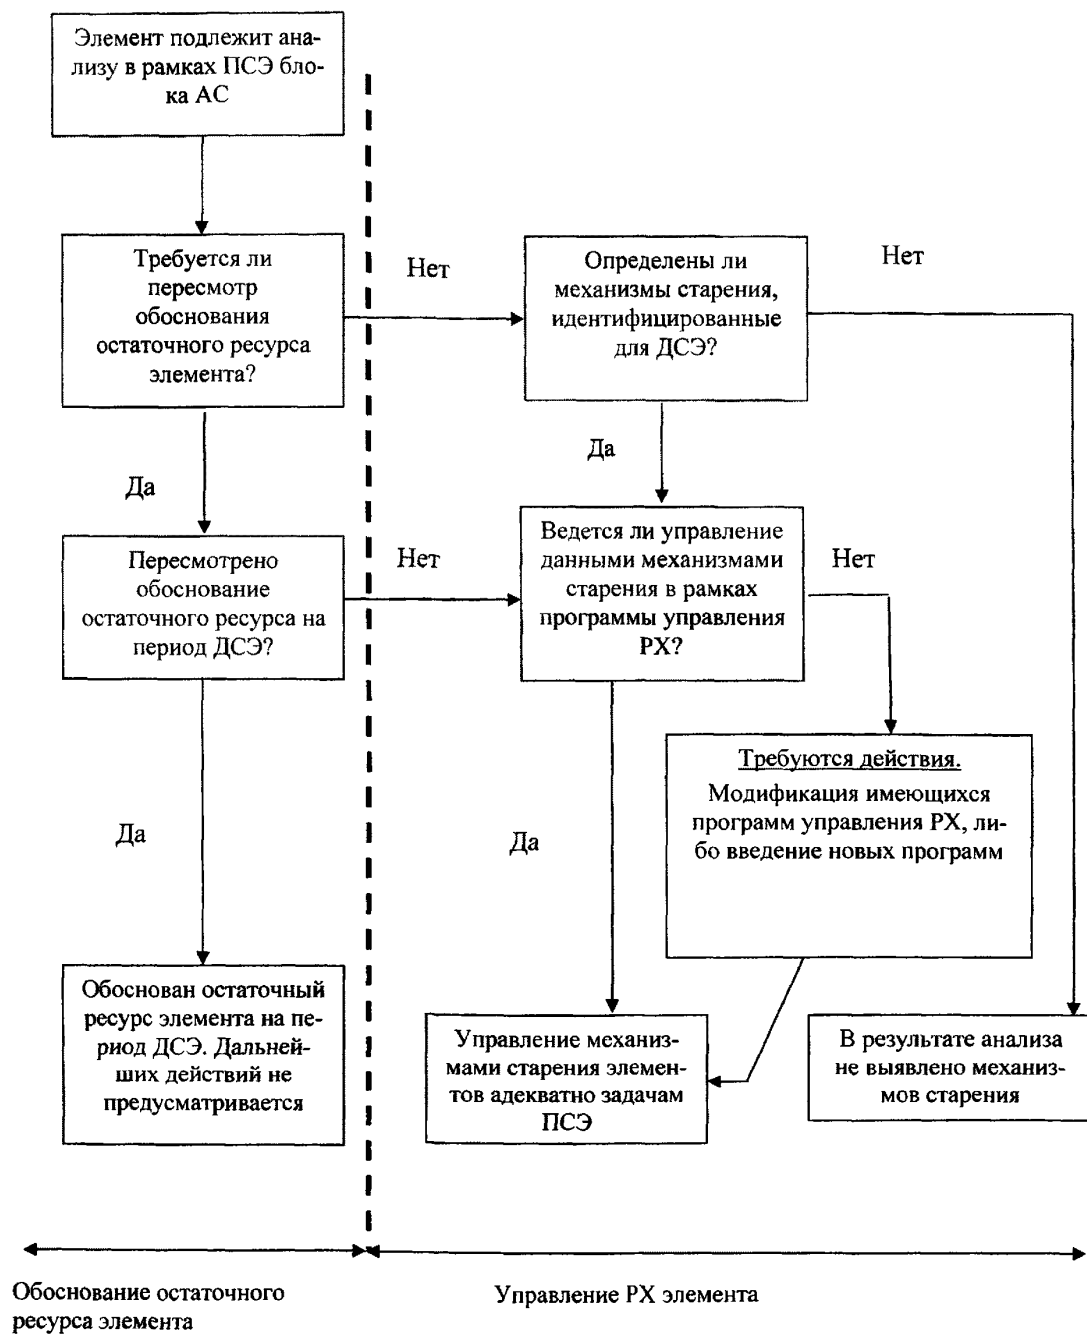 Элемент подлежит ана-
лизу в рамках ПСЭ бло-
ка АС
Требуется ли
пересмотр
обоснования
остаточного ресурса
элемента?
Нет
Определены ли
механизмы старения,
идентифицированные
для ДСЭ?
Нет
Да
Да
Пересмотрено
обоснование
остаточного ресурса на
период ДСЭ?
Нет
Ведется ли управление
данными механизмами
старения в рамках
программы управления
РХ?
Нет
Требуются действия.
Модификация имеющихся
программ управления РХ, ли-
бо введение новых программ
Да
Да
Обоснован остаточный
ресурс элемента на пе-
риод ДСЭ. Дальней-
ших действий не
предусматривается
Управление механиз-
мами старения элемен-
тов адекватно задачам
ПСЭ
В результате анализа
не выявлено механиз-
мов старения
Обоснование остаточного
ресурса элемента
Управление РХ элемента